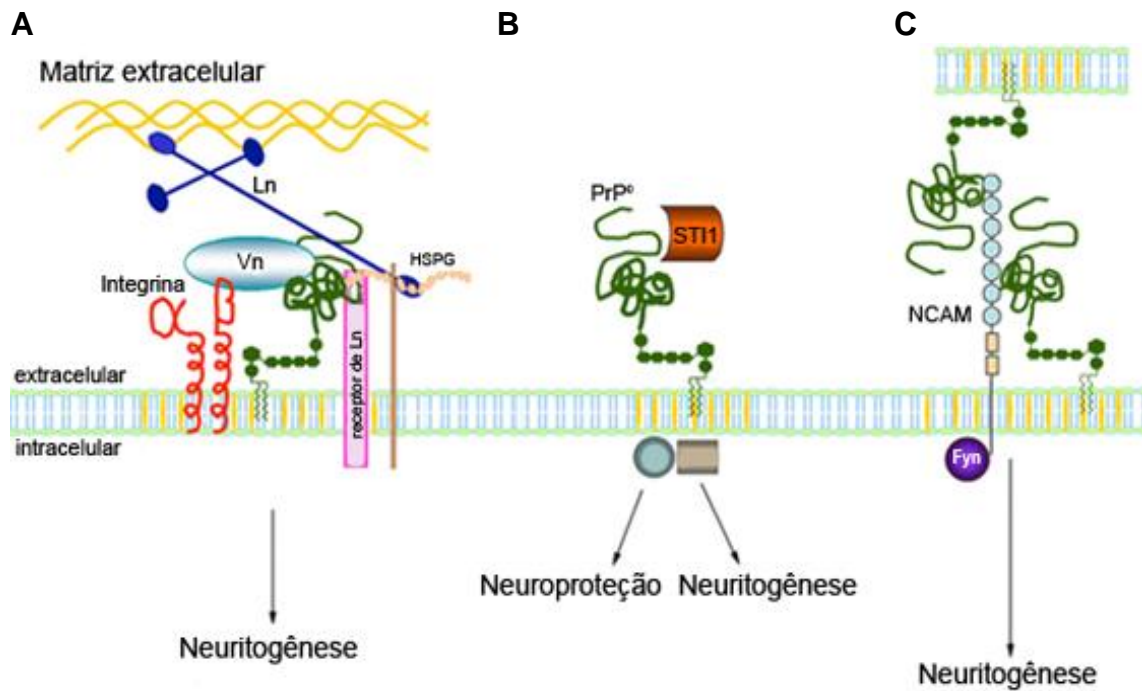 A
B
C
Matriz extracelular
Ln
Vn
HSPG
Integrina
receptor de Ln
extracelular
intracelular
Neuritogênese
PrPᶜ
STI1
Neuroproteção
Neuritogênese
NCAM
Fyn
Neuritogênese